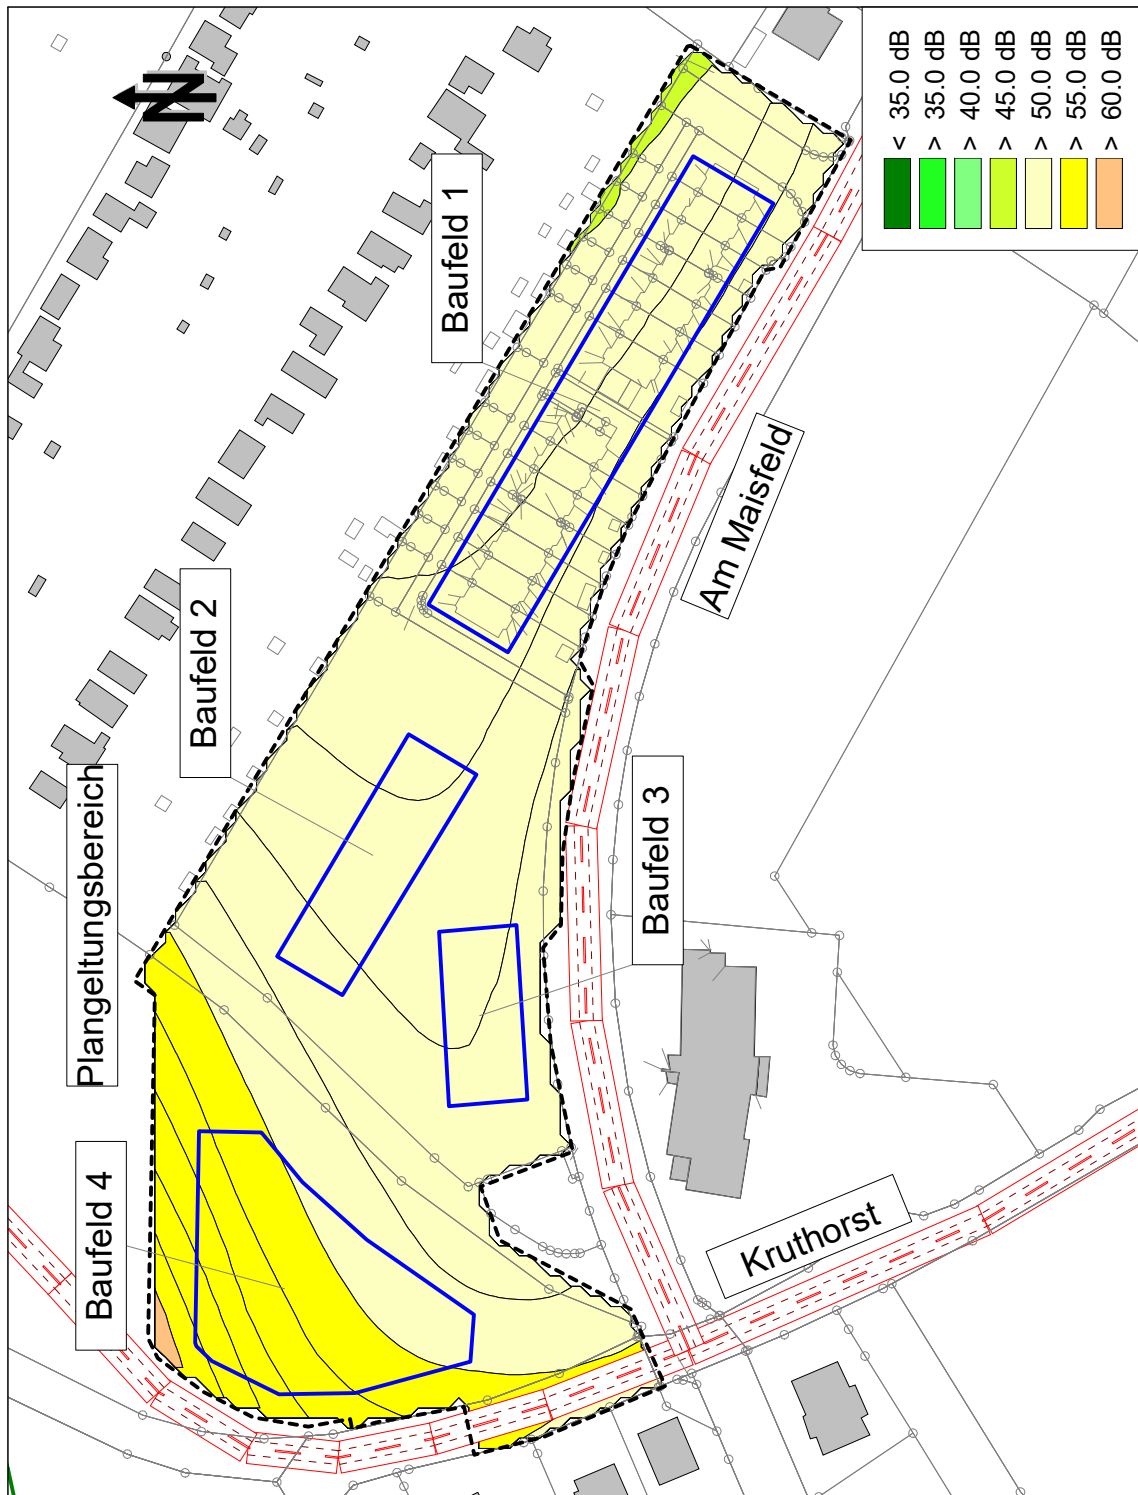 Plangeltungsbereich
Baufeld 4
Baufeld 2
Baufeld 1
Baufeld 3
Kruthorst
Am Maisfeld
N
< 35.0 dB
> 35.0 dB
> 40.0 dB
> 45.0 dB
> 50.0 dB
> 55.0 dB
> 60.0 dB